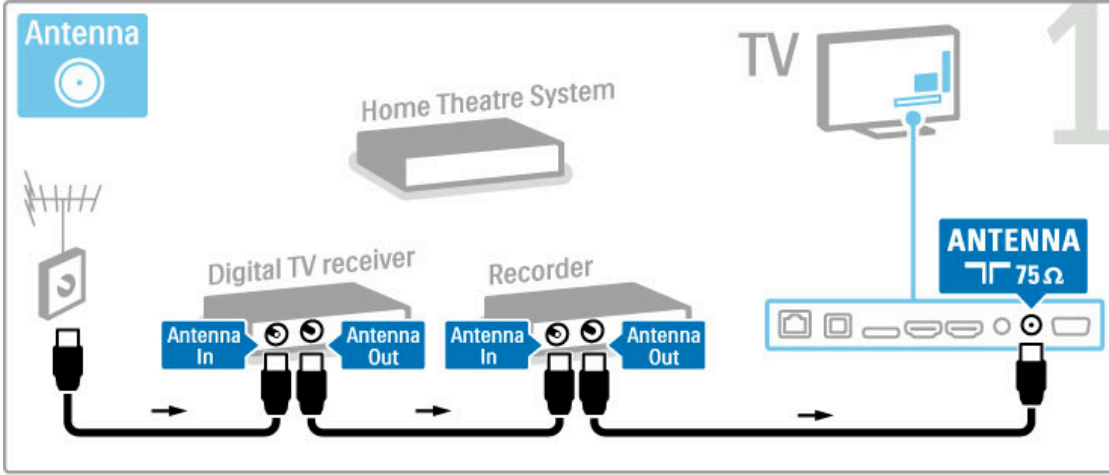 Antenna
TV
1
Home Theatre System
Digital TV receiver
Recorder
ANTENNA
75 Ω
Antenna
In
Antenna
Out
Antenna
In
Antenna
Out